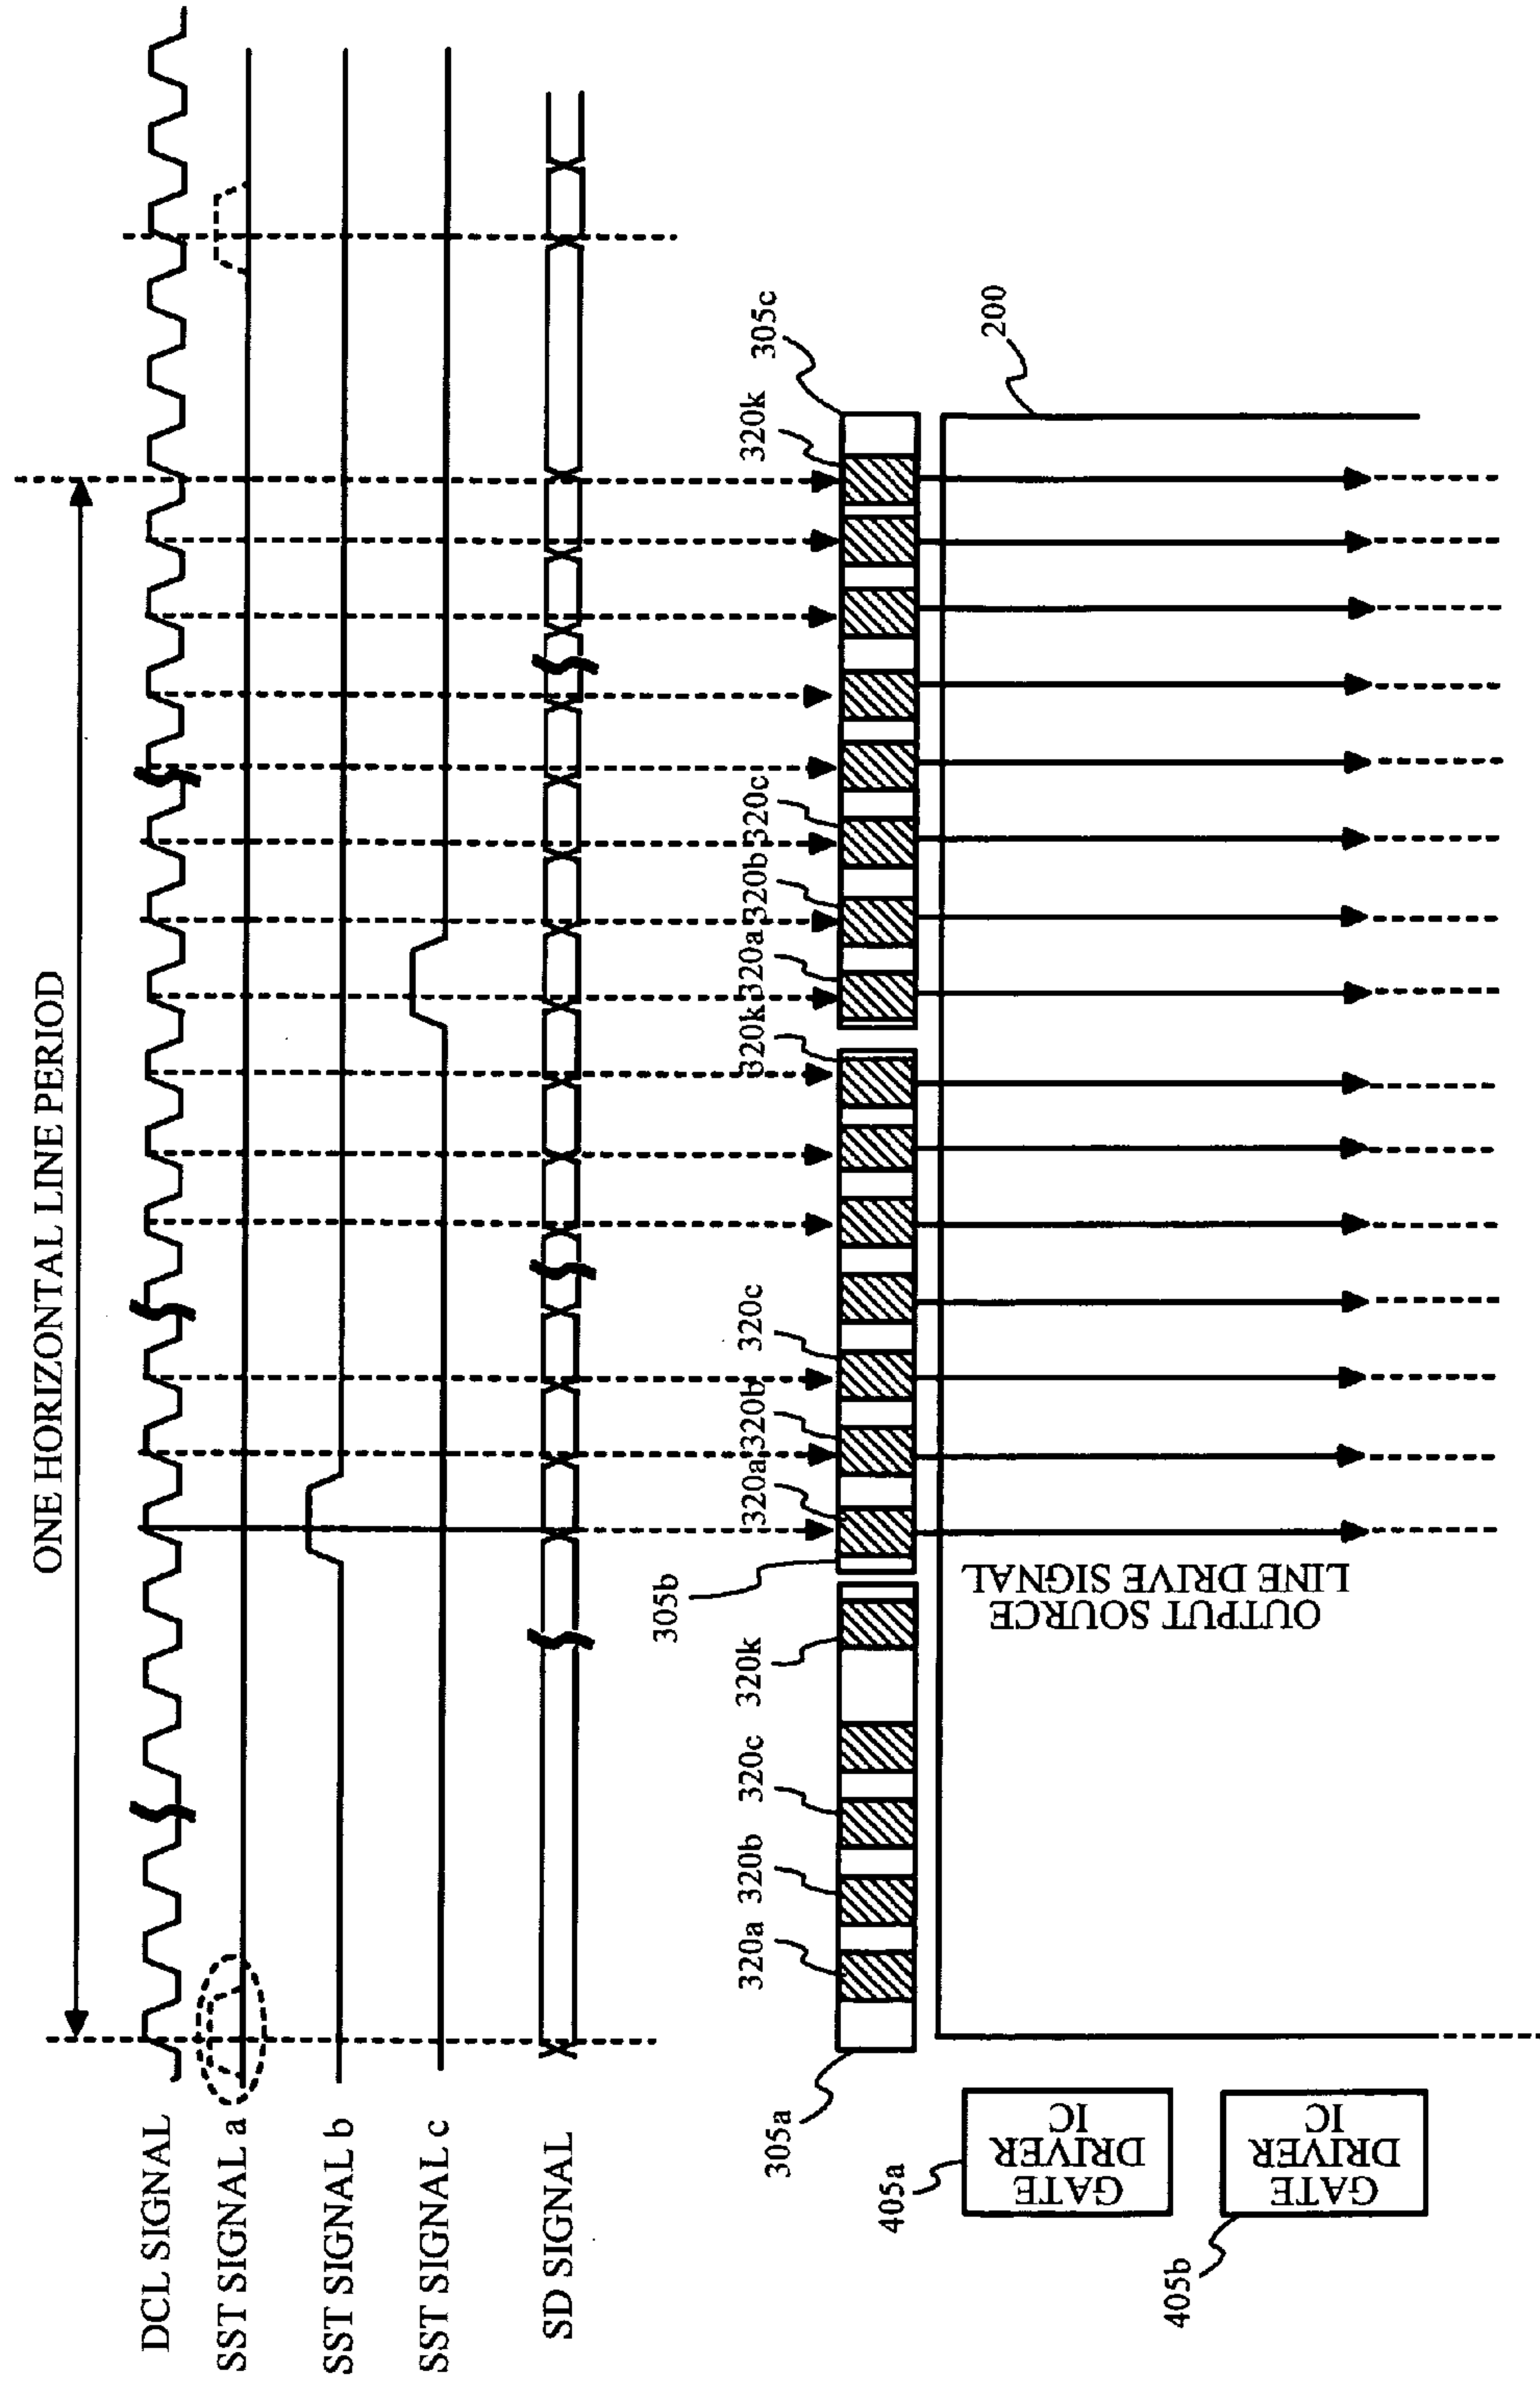 ONE HORIZONTAL LINE PERIOD
DCL SIGNAL
SST SIGNAL a
SST SIGNAL b
SST SIGNAL c
SD SIGNAL
305a
320a
320b
320c
320k
305b
320a
320b
320c
320k
320a
320b
320c
320k
305c
200
OUTPUT SOURCE
LINE DRIVE SIGNAL
405a
GATE
DRIVER
IC
405b
GATE
DRIVER
IC